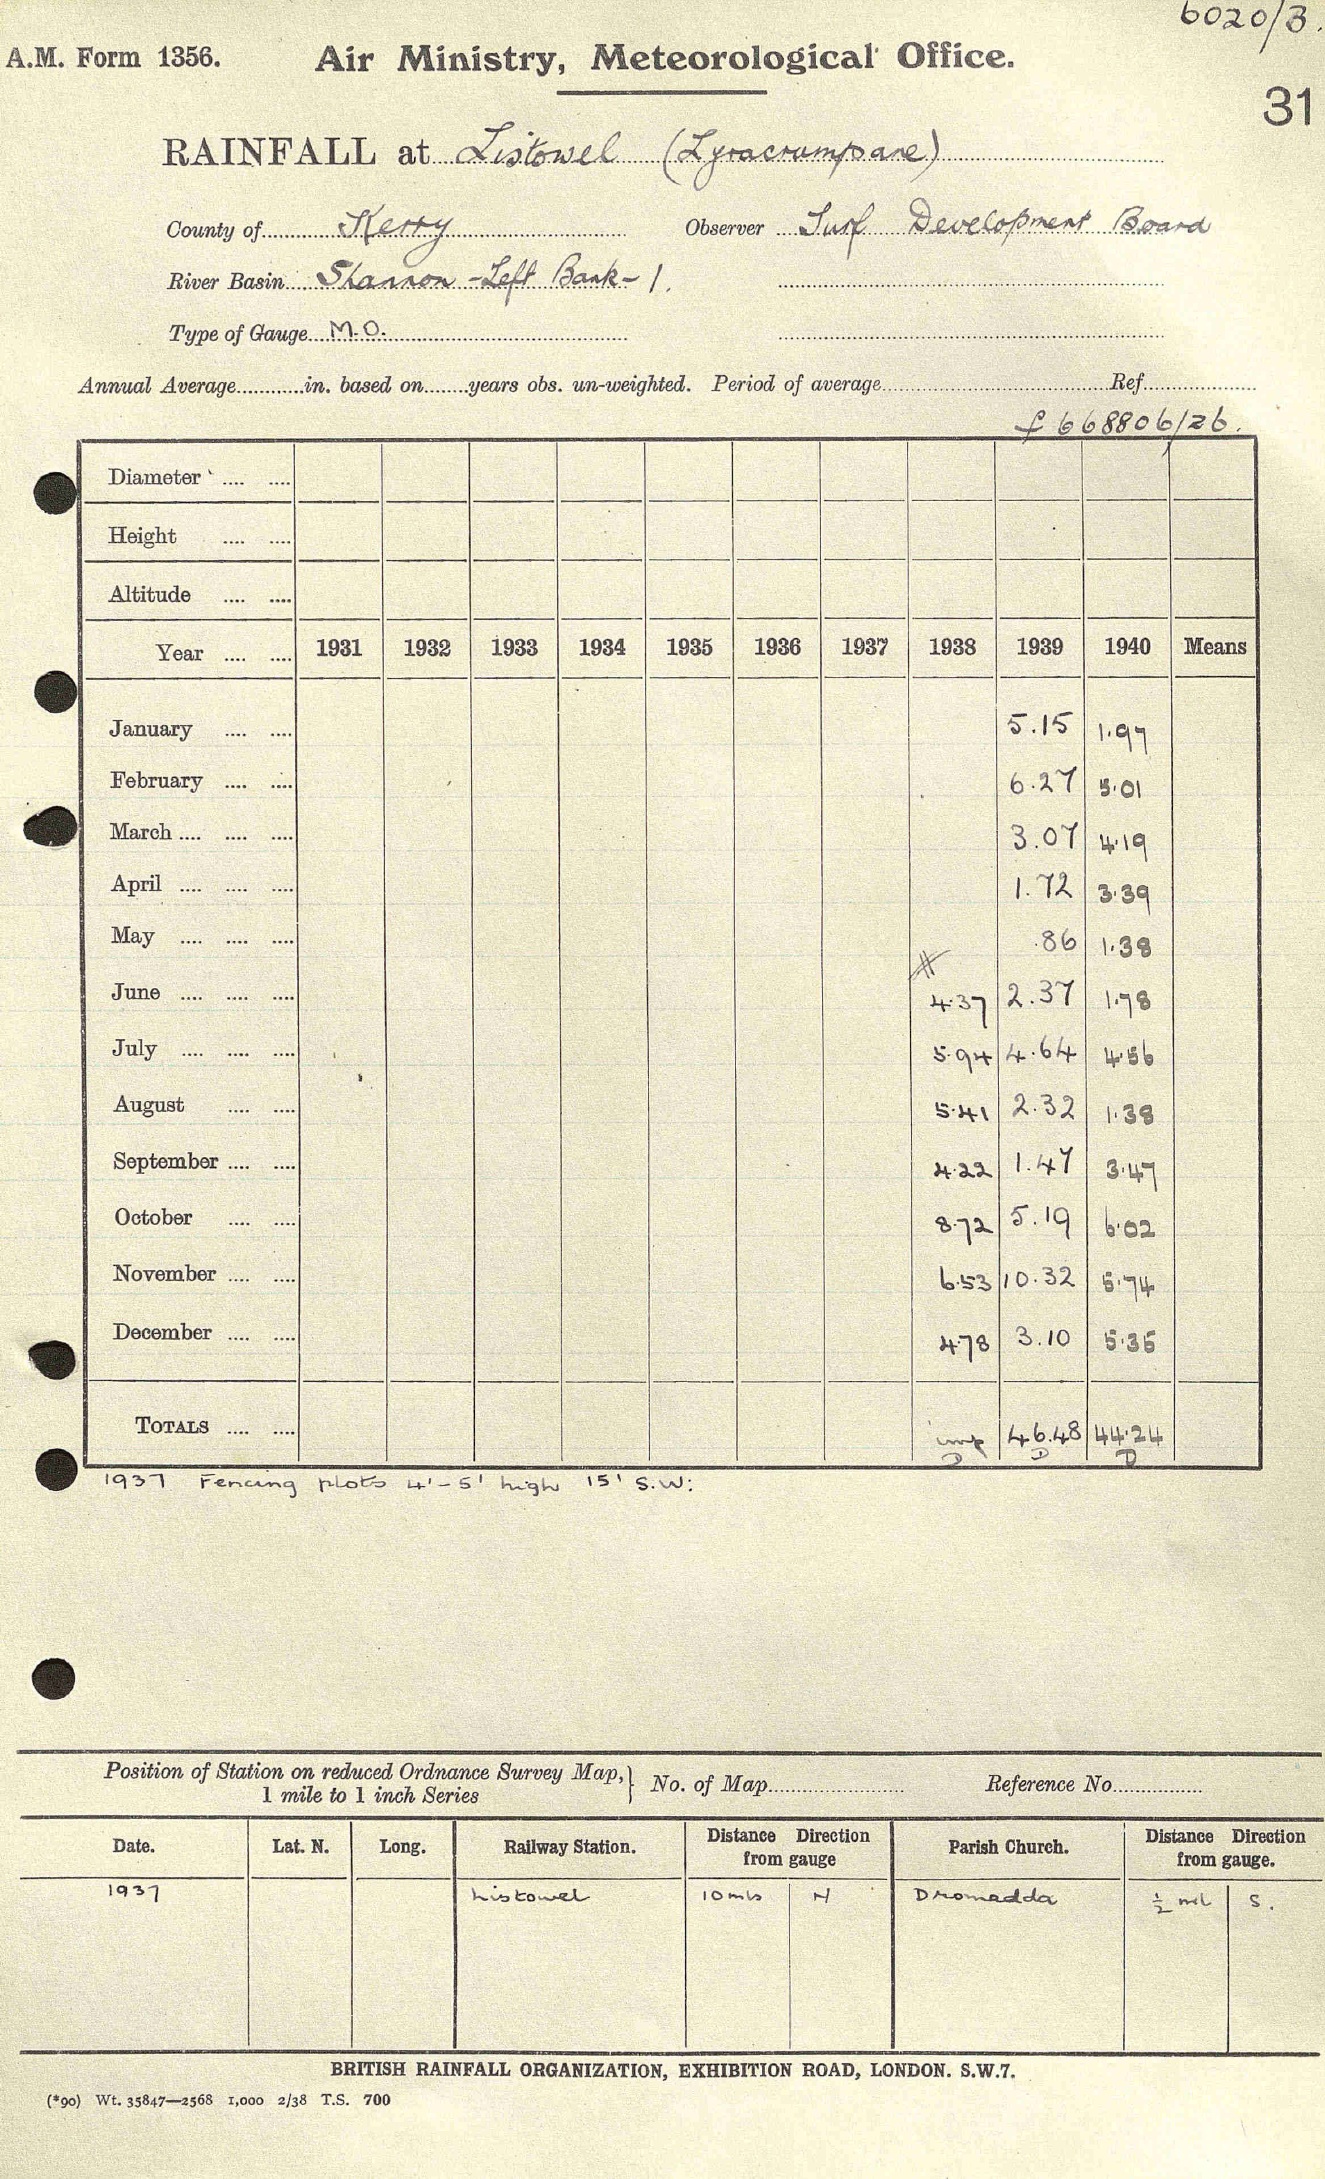 6020/3.
A.M. Form 1356. Air Ministry, Meteorological Office.
31
RAINFALL at Listowel (Lyracrumpane)
County of Kerry Observer Turf Development Board
River Basin Shannon - Left Bank - 1.
Type of Gauge M.O.
Annual Average............in. based on........years obs. un-weighted. Period of average............Ref............
f 668806/26.
Diameter .... ....
Height .... ....
Altitude .... ....
Year .... .... 1931 1932 1933 1934 1935 1936 1937 1938 1939 1940 Means
January .... .... 5.15 1.97
February .... .... 6.27 5.01
March .... .... .... 3.07 4.19
April .... .... .... 1.72 3.39
May .... .... .... .86 1.38
June .... .... .... 4.37 2.37 1.78
July .... .... .... 5.94 4.64 4.56
August .... .... 5.41 2.32 1.38
September .... .... 4.22 1.47 3.47
October .... .... 8.72 5.19 6.02
November .... .... 6.53 10.32 5.74
December .... .... 4.78 3.10 5.35
TOTALS .... .... imp 46.48 44.24
D D D
1937 Fencing plots 4'-5' high 15' S.W:
Position of Station on reduced Ordnance Survey Map, 1 mile to 1 inch Series } No. of Map............ Reference No............
Date. Lat. N. Long. Railway Station. Distance Direction from gauge Parish Church. Distance Direction from gauge.
1937 Listowel 10 mls N Dromadda ½ ml S.
BRITISH RAINFALL ORGANIZATION, EXHIBITION ROAD, LONDON. S.W.7.
(*90) Wt. 35847—2568 1,000 2/38 T.S. 700